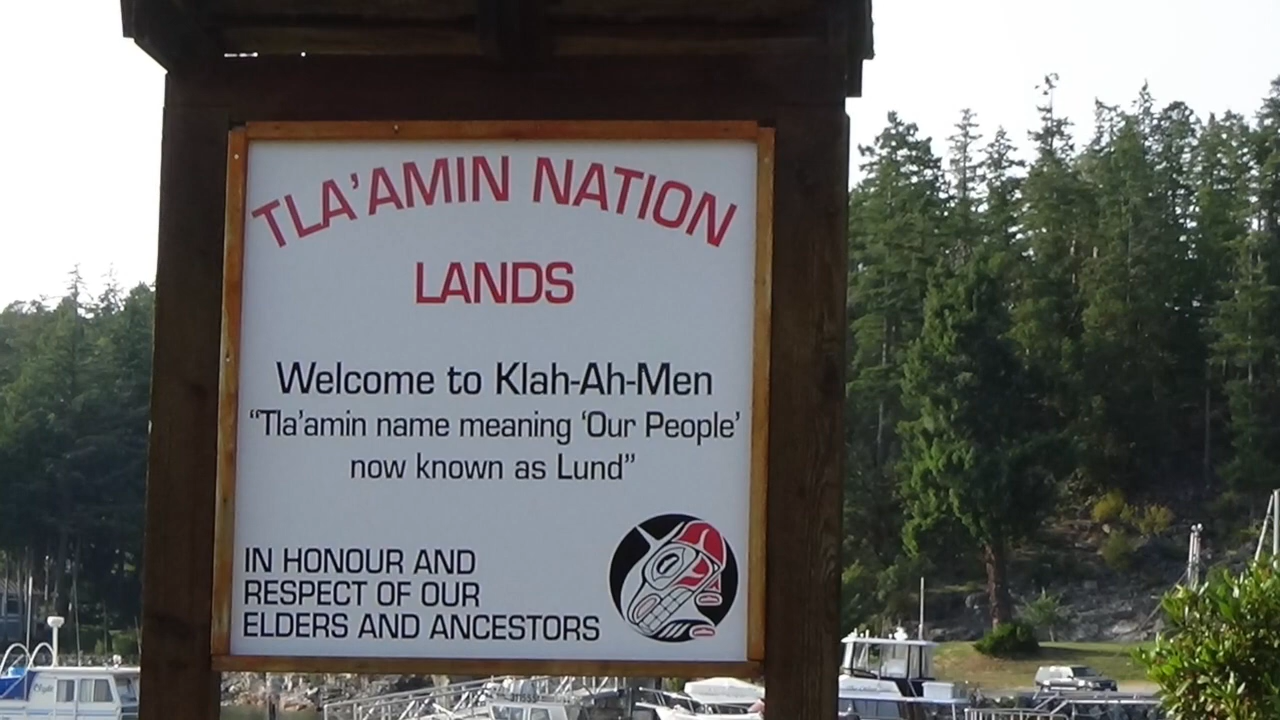 TLA'AMIN NATION
LANDS
Welcome to Klah-Ah-Men
“Tla'amin name meaning ‘Our People’
now known as Lund”
IN HONOUR AND
RESPECT OF OUR
ELDERS AND ANCESTORS